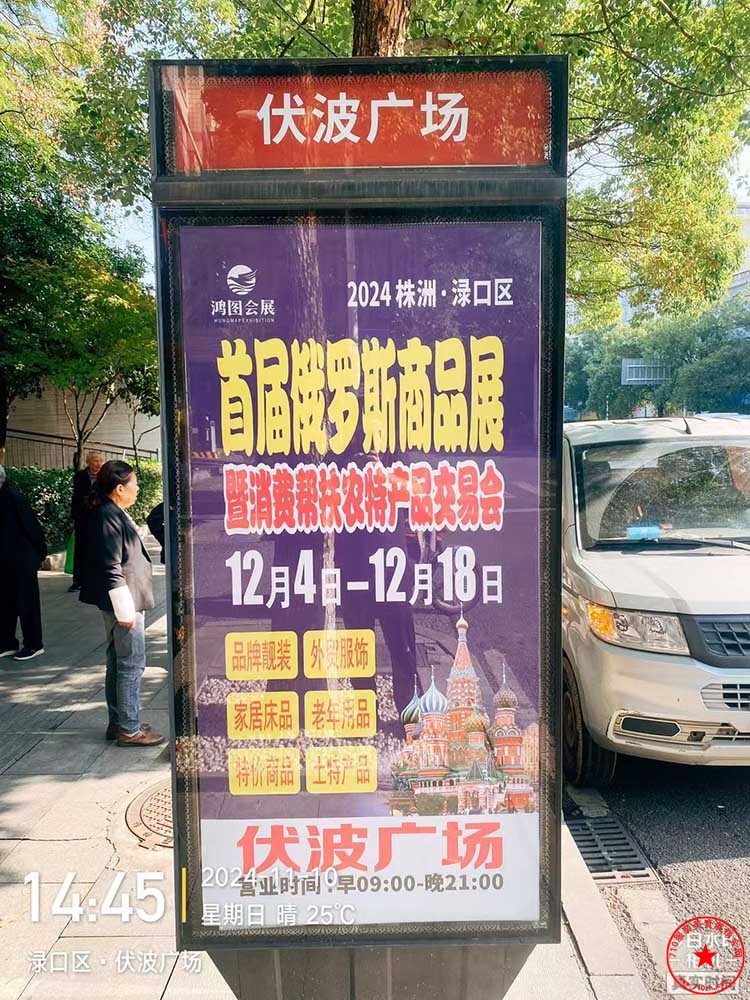 伏波广场
鸿图会展
HUNGMAPEXHIBITION
2024 株洲·渌口区
首届俄罗斯商品展
暨消费帮扶农特产品交易会
12月4日-12月18日
品牌靓装
外贸服饰
家居床品
老年用品
特价商品
土特产品
伏波广场
营业时间:早09:00-晚21:00
14:45
2024-11-10
星期日 晴 25℃
渌口区·伏波广场
真实时间